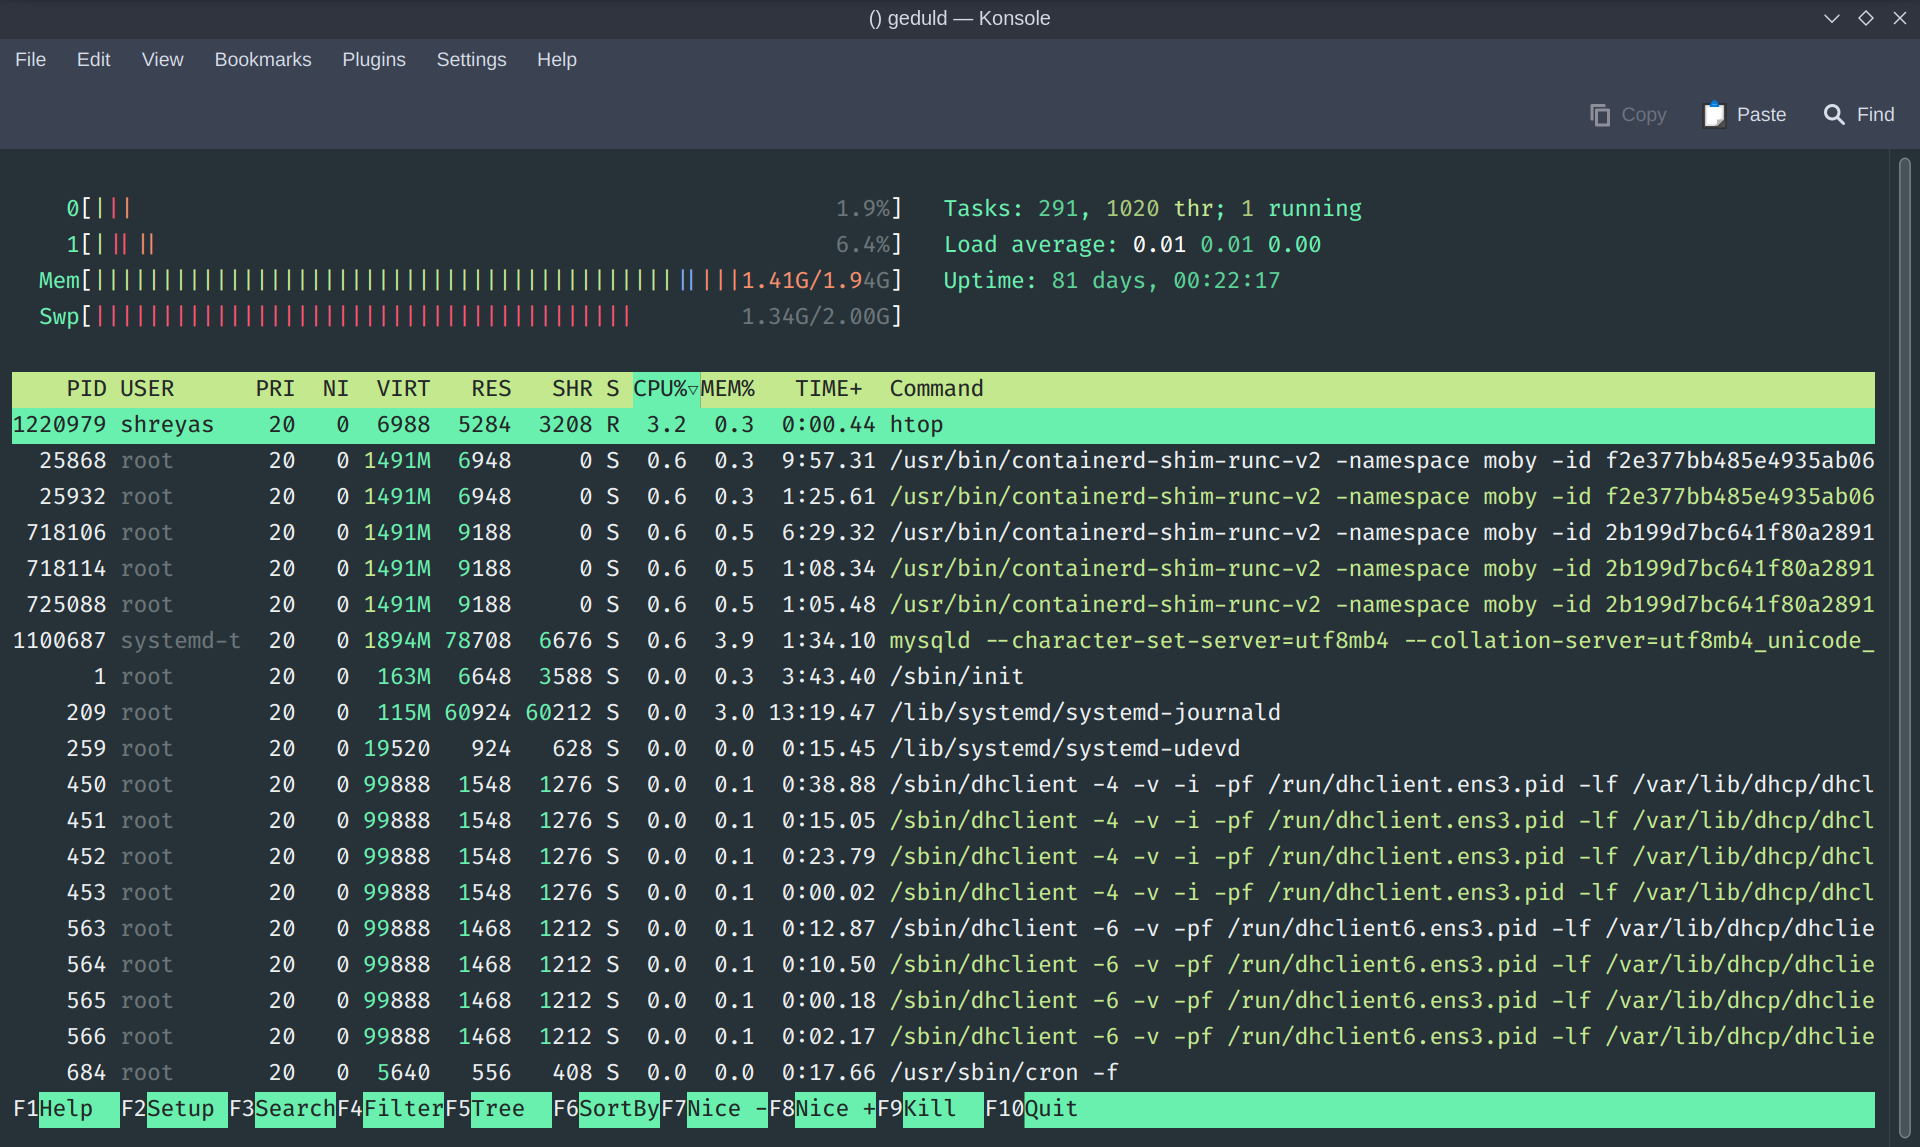 () geduld — Konsole
File Edit View Bookmarks Plugins Settings Help
Copy Paste Find
0[||| 1.9%] Tasks: 291, 1020 thr; 1 running
1[||||| 6.4%] Load average: 0.01 0.01 0.00
Mem[||||||||||||||||||||||||||||||||||||||||||||||||1.41G/1.94G] Uptime: 81 days, 00:22:17
Swp[|||||||||||||||||||||||||||||||||||||||| 1.34G/2.00G]
PID USER PRI NI VIRT RES SHR S CPU%▽MEM% TIME+ Command
1220979 shreyas 20 0 6988 5284 3208 R 3.2 0.3 0:00.44 htop
25868 root 20 0 1491M 6948 0 S 0.6 0.3 9:57.31 /usr/bin/containerd-shim-runc-v2 -namespace moby -id f2e377bb485e4935ab06
25932 root 20 0 1491M 6948 0 S 0.6 0.3 1:25.61 /usr/bin/containerd-shim-runc-v2 -namespace moby -id f2e377bb485e4935ab06
718106 root 20 0 1491M 9188 0 S 0.6 0.5 6:29.32 /usr/bin/containerd-shim-runc-v2 -namespace moby -id 2b199d7bc641f80a2891
718114 root 20 0 1491M 9188 0 S 0.6 0.5 1:08.34 /usr/bin/containerd-shim-runc-v2 -namespace moby -id 2b199d7bc641f80a2891
725088 root 20 0 1491M 9188 0 S 0.6 0.5 1:05.48 /usr/bin/containerd-shim-runc-v2 -namespace moby -id 2b199d7bc641f80a2891
1100687 systemd-t 20 0 1894M 78708 6676 S 0.6 3.9 1:34.10 mysqld --character-set-server=utf8mb4 --collation-server=utf8mb4_unicode_
1 root 20 0 163M 6648 3588 S 0.0 0.3 3:43.40 /sbin/init
209 root 20 0 115M 60924 60212 S 0.0 3.0 13:19.47 /lib/systemd/systemd-journald
259 root 20 0 19520 924 628 S 0.0 0.0 0:15.45 /lib/systemd/systemd-udevd
450 root 20 0 99888 1548 1276 S 0.0 0.1 0:38.88 /sbin/dhclient -4 -v -i -pf /run/dhclient.ens3.pid -lf /var/lib/dhcp/dhcl
451 root 20 0 99888 1548 1276 S 0.0 0.1 0:15.05 /sbin/dhclient -4 -v -i -pf /run/dhclient.ens3.pid -lf /var/lib/dhcp/dhcl
452 root 20 0 99888 1548 1276 S 0.0 0.1 0:23.79 /sbin/dhclient -4 -v -i -pf /run/dhclient.ens3.pid -lf /var/lib/dhcp/dhcl
453 root 20 0 99888 1548 1276 S 0.0 0.1 0:00.02 /sbin/dhclient -4 -v -i -pf /run/dhclient.ens3.pid -lf /var/lib/dhcp/dhcl
563 root 20 0 99888 1468 1212 S 0.0 0.1 0:12.87 /sbin/dhclient -6 -v -pf /run/dhclient6.ens3.pid -lf /var/lib/dhcp/dhclie
564 root 20 0 99888 1468 1212 S 0.0 0.1 0:10.50 /sbin/dhclient -6 -v -pf /run/dhclient6.ens3.pid -lf /var/lib/dhcp/dhclie
565 root 20 0 99888 1468 1212 S 0.0 0.1 0:00.18 /sbin/dhclient -6 -v -pf /run/dhclient6.ens3.pid -lf /var/lib/dhcp/dhclie
566 root 20 0 99888 1468 1212 S 0.0 0.1 0:02.17 /sbin/dhclient -6 -v -pf /run/dhclient6.ens3.pid -lf /var/lib/dhcp/dhclie
684 root 20 0 5640 556 408 S 0.0 0.0 0:17.66 /usr/sbin/cron -f
F1Help F2Setup F3SearchF4FilterF5Tree F6SortByF7Nice -F8Nice +F9Kill F10Quit